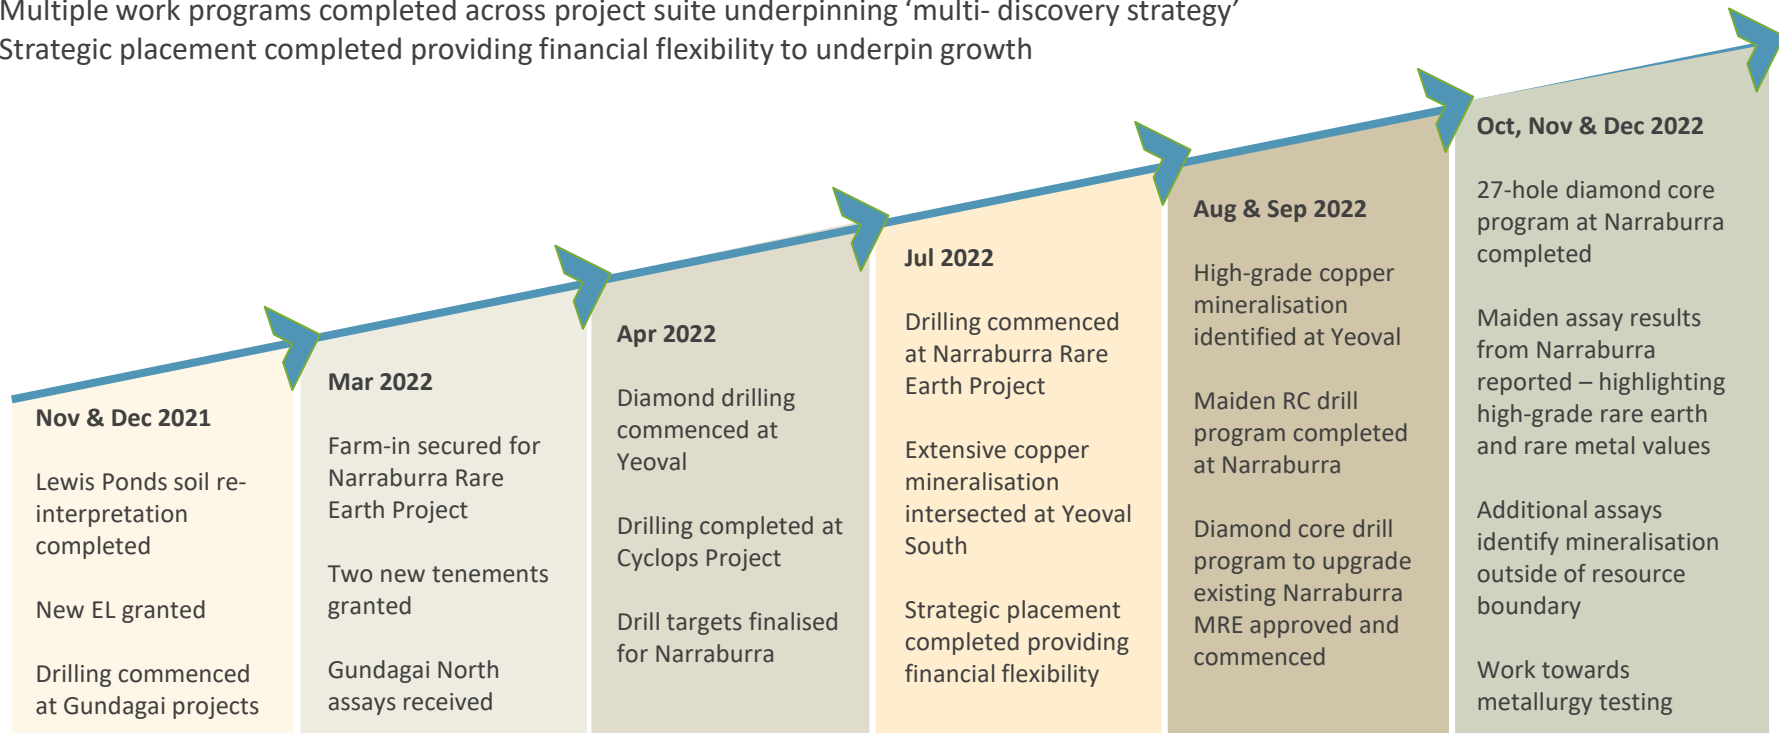 Multiple work programs completed across project suite underpinning ‘multi- discovery strategy’
Strategic placement completed providing financial flexibility to underpin growth
Nov & Dec 2021
Lewis Ponds soil re-
interpretation
completed
New EL granted
Drilling commenced
at Gundagai projects
Mar 2022
Farm-in secured for
Narraburra Rare
Earth Project
Two new tenements
granted
Gundagai North
assays received
Apr 2022
Diamond drilling
commenced at
Yeoval
Drilling completed at
Cyclops Project
Drill targets finalised
for Narraburra
Jul 2022
Drilling commenced
at Narraburra Rare
Earth Project
Extensive copper
mineralisation
intersected at Yeoval
South
Strategic placement
completed providing
financial flexibility
Aug & Sep 2022
High-grade copper
mineralisation
identified at Yeoval
Maiden RC drill
program completed
at Narraburra
Diamond core drill
program to upgrade
existing Narraburra
MRE approved and
commenced
Oct, Nov & Dec 2022
27-hole diamond core
program at Narraburra
completed
Maiden assay results
from Narraburra
reported – highlighting
high-grade rare earth
and rare metal values
Additional assays
identify mineralisation
outside of resource
boundary
Work towards
metallurgy testing